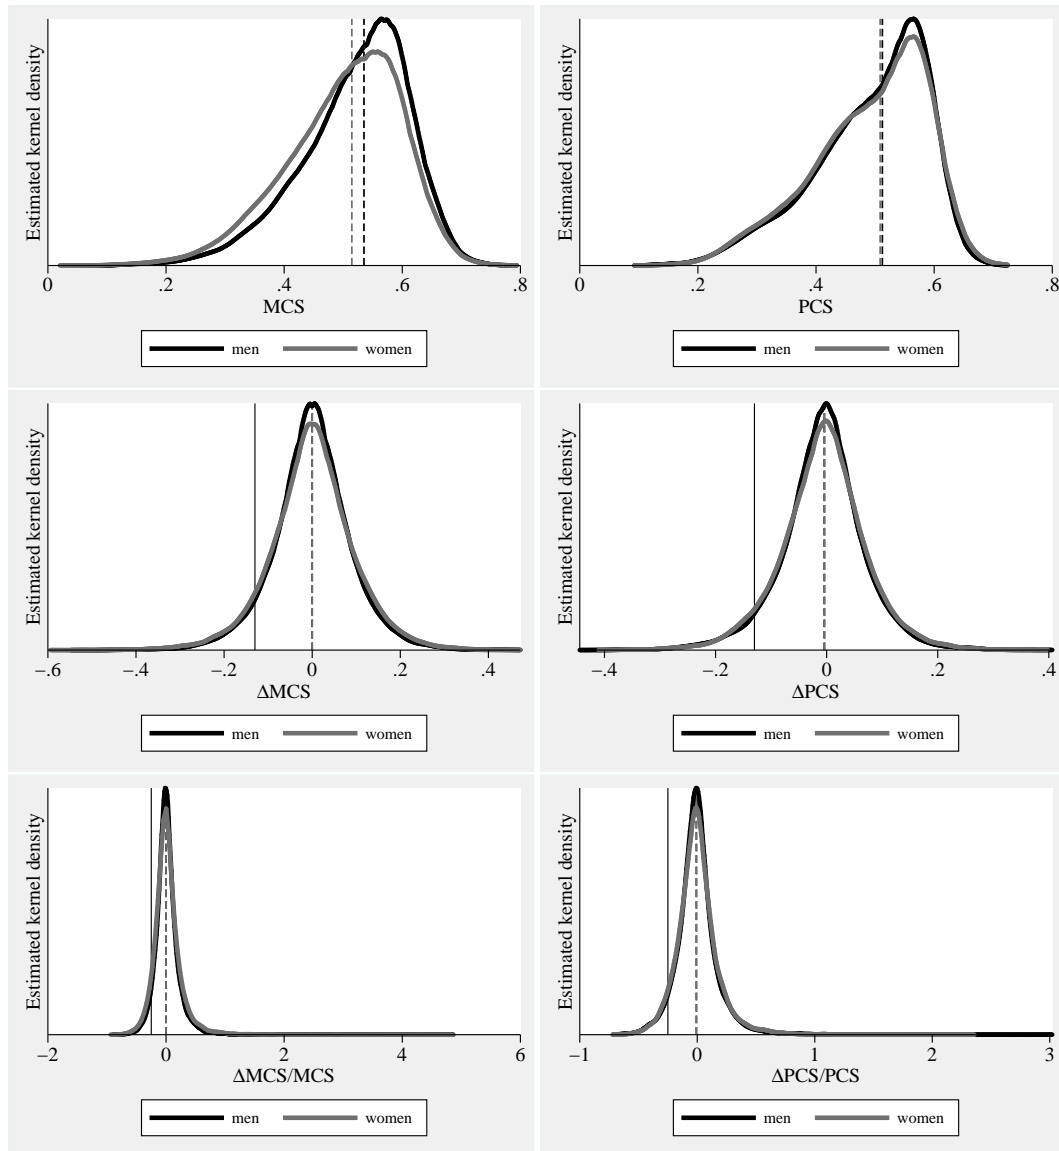 Estimated kernel density
0 .2 .4 .6 .8
MCS
men women
Estimated kernel density
0 .2 .4 .6 .8
PCS
men women
Estimated kernel density
−.6 −.4 −.2 0 .2 .4
ΔMCS
men women
Estimated kernel density
−.4 −.2 0 .2 .4
ΔPCS
men women
Estimated kernel density
−2 0 2 4 6
ΔMCS/MCS
men women
Estimated kernel density
−1 0 1 2 3
ΔPCS/PCS
men women